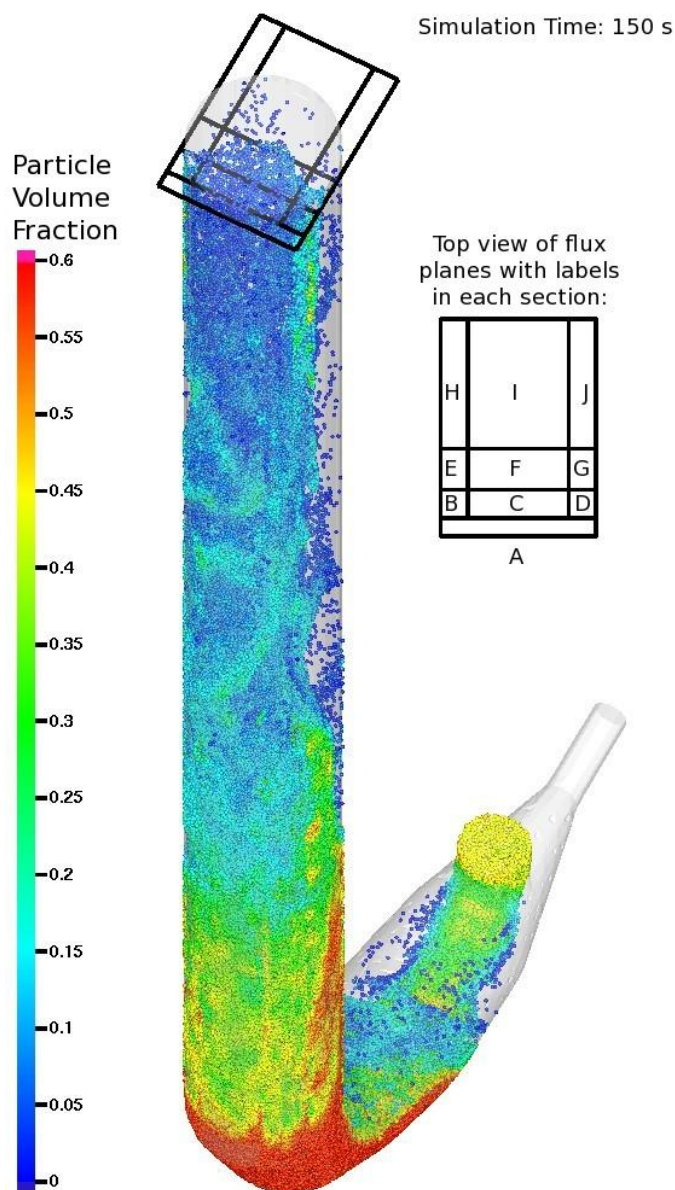 Simulation Time: 150 s
Particle
Volume
Fraction
0.6
0.55
0.5
0.45
0.4
0.35
0.3
0.25
0.2
0.15
0.1
0.05
0
Top view of flux
planes with labels
in each section:
H I J
E F G
B C D
A